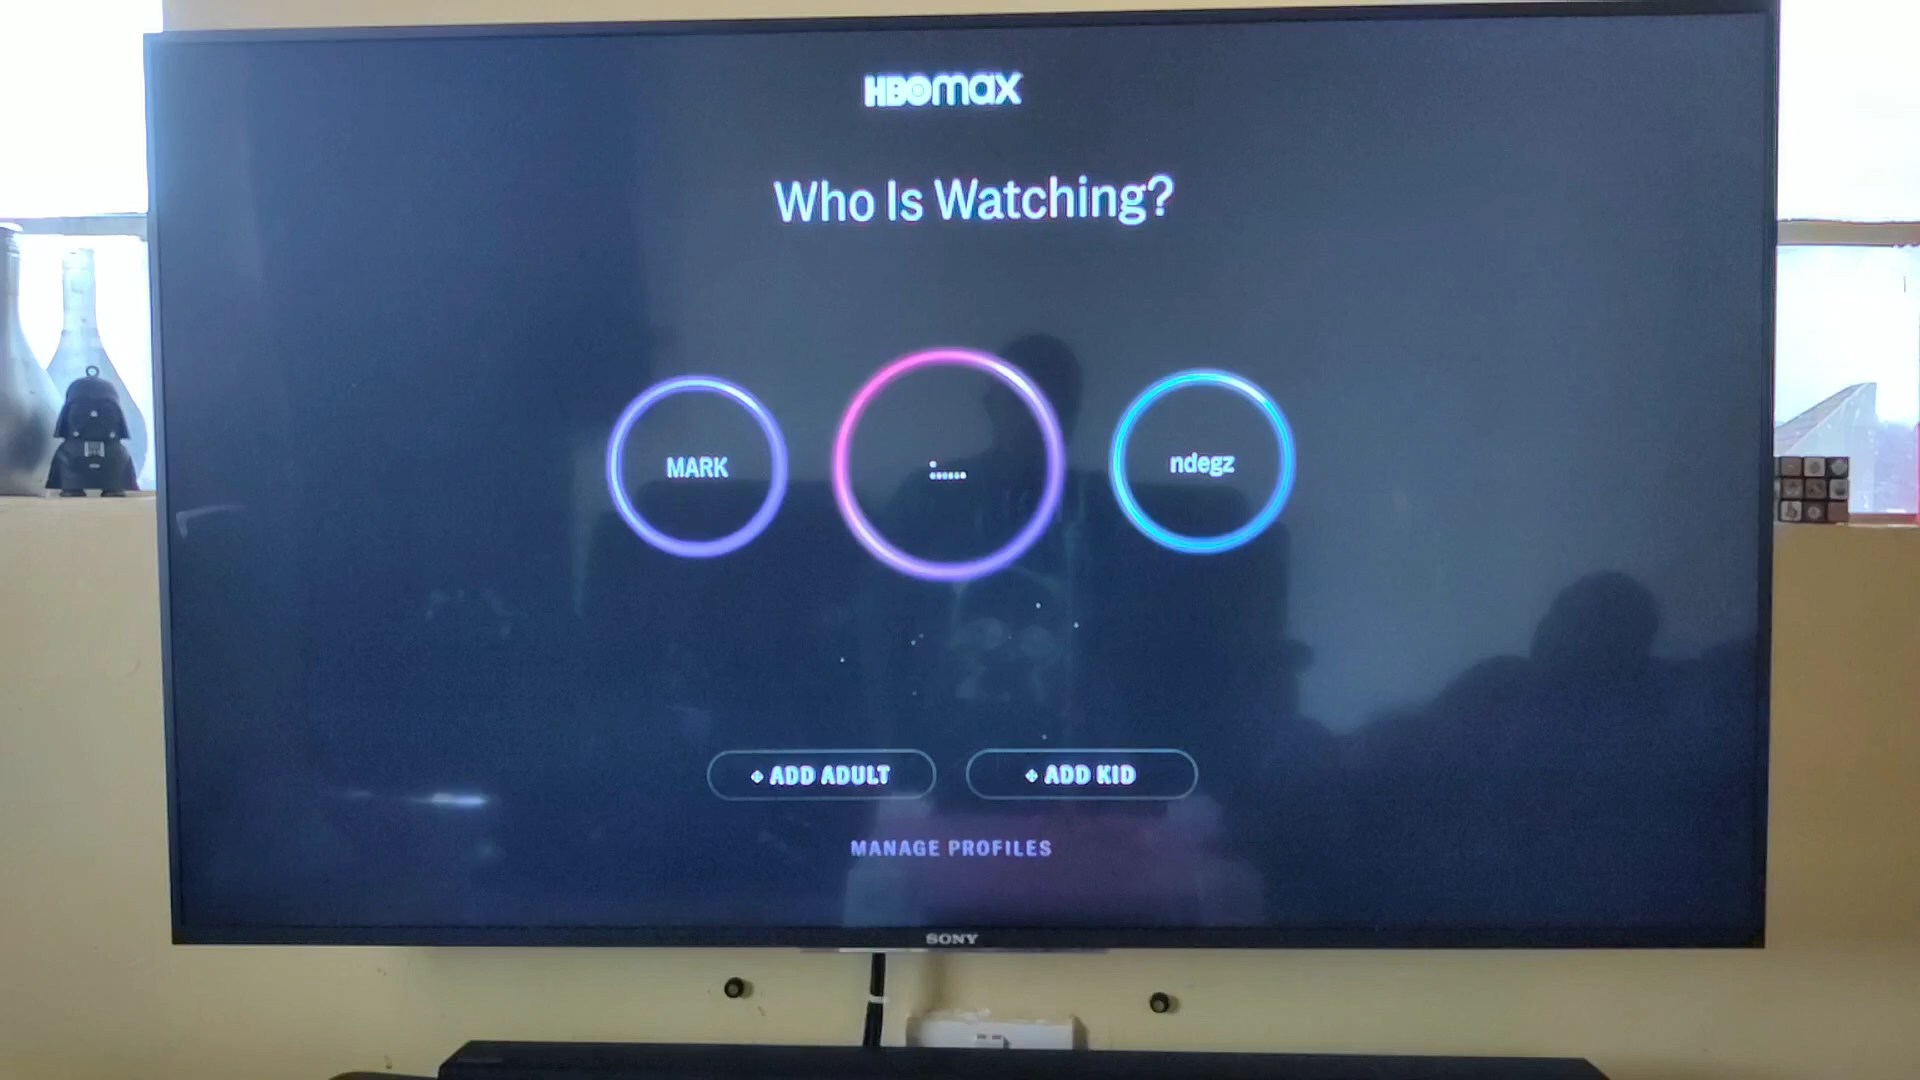 HBOmax
Who Is Watching?
MARK
.
......
ndegz
+ ADD ADULT
+ ADD KID
MANAGE PROFILES
SONY